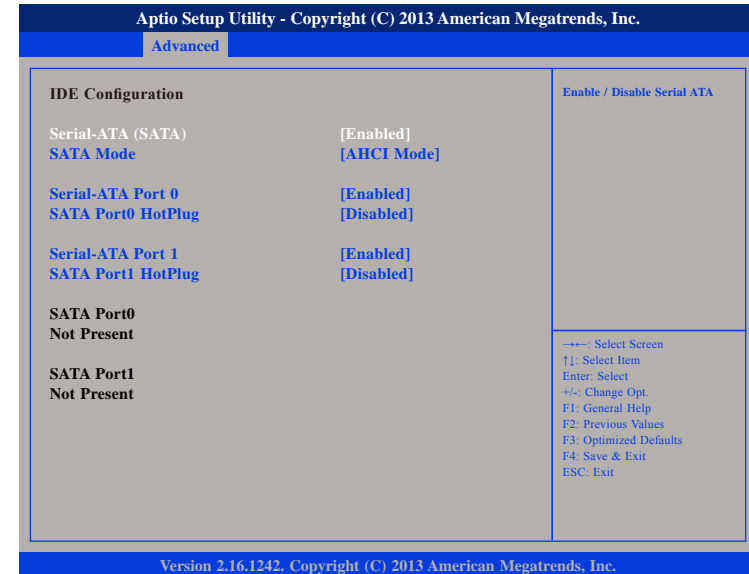 Aptio Setup Utility - Copyright (C) 2013 American Megatrends, Inc.
Advanced
IDE Configuration
Serial-ATA (SATA) [Enabled]
SATA Mode [AHCI Mode]
Serial-ATA Port 0 [Enabled]
SATA Port0 HotPlug [Disabled]
Serial-ATA Port 1 [Enabled]
SATA Port1 HotPlug [Disabled]
SATA Port0
Not Present
SATA Port1
Not Present
Enable / Disable Serial ATA
→←: Select Screen
↑↓: Select Item
Enter: Select
+/-: Change Opt.
F1: General Help
F2: Previous Values
F3: Optimized Defaults
F4: Save & Exit
ESC: Exit
Version 2.16.1242. Copyright (C) 2013 American Megatrends, Inc.